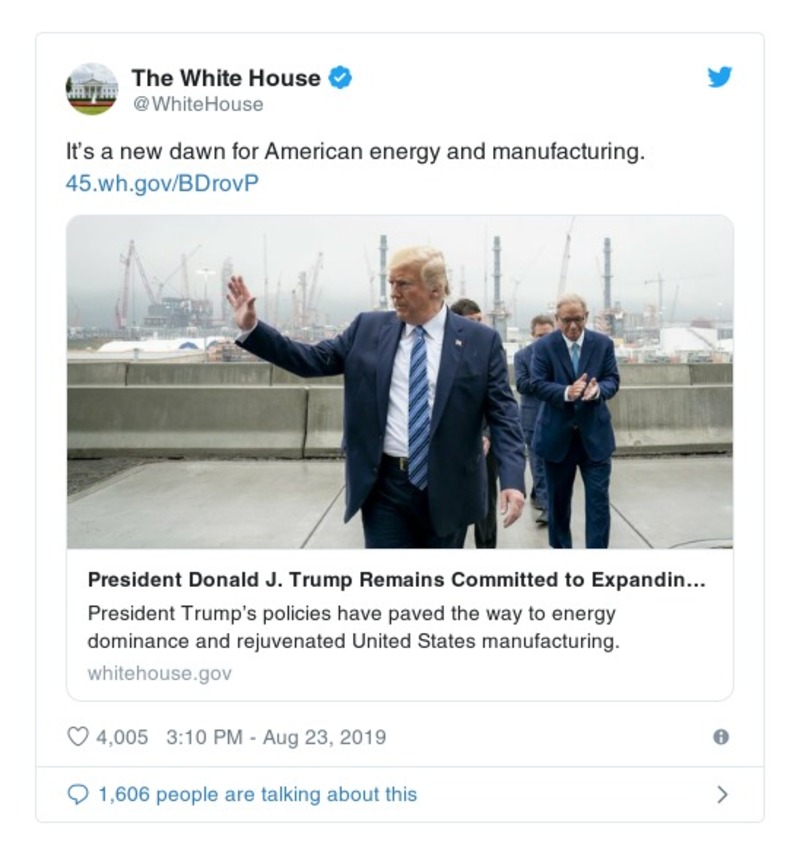 The White House
@WhiteHouse
It's a new dawn for American energy and manufacturing.
45.wh.gov/BDrovP
President Donald J. Trump Remains Committed to Expandin...
President Trump's policies have paved the way to energy
dominance and rejuvenated United States manufacturing.
whitehouse.gov
4,005 3:10 PM - Aug 23, 2019
1,606 people are talking about this